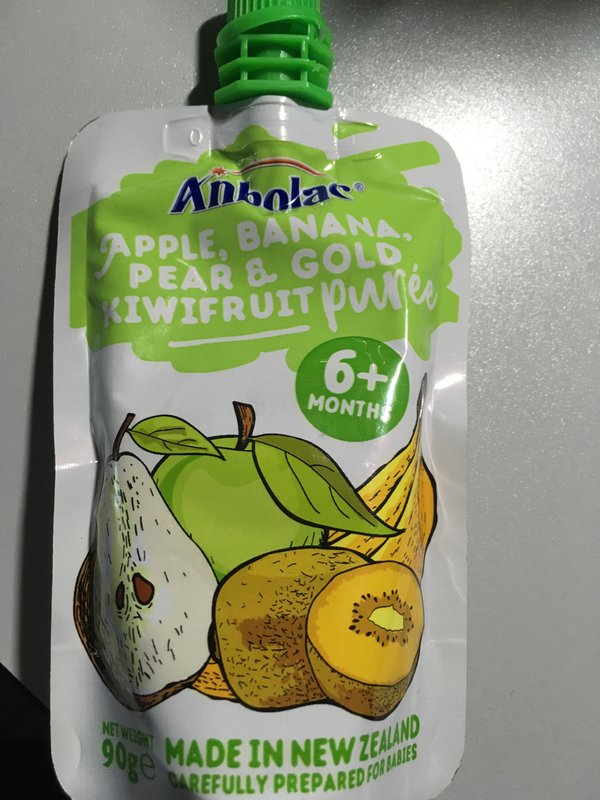 Anbolac®
APPLE, BANANA,
PEAR & GOLD
KIWIFRUIT purée
6+
MONTHS
NET WEIGHT
90g e
MADE IN NEW ZEALAND
CAREFULLY PREPARED FOR BABIES